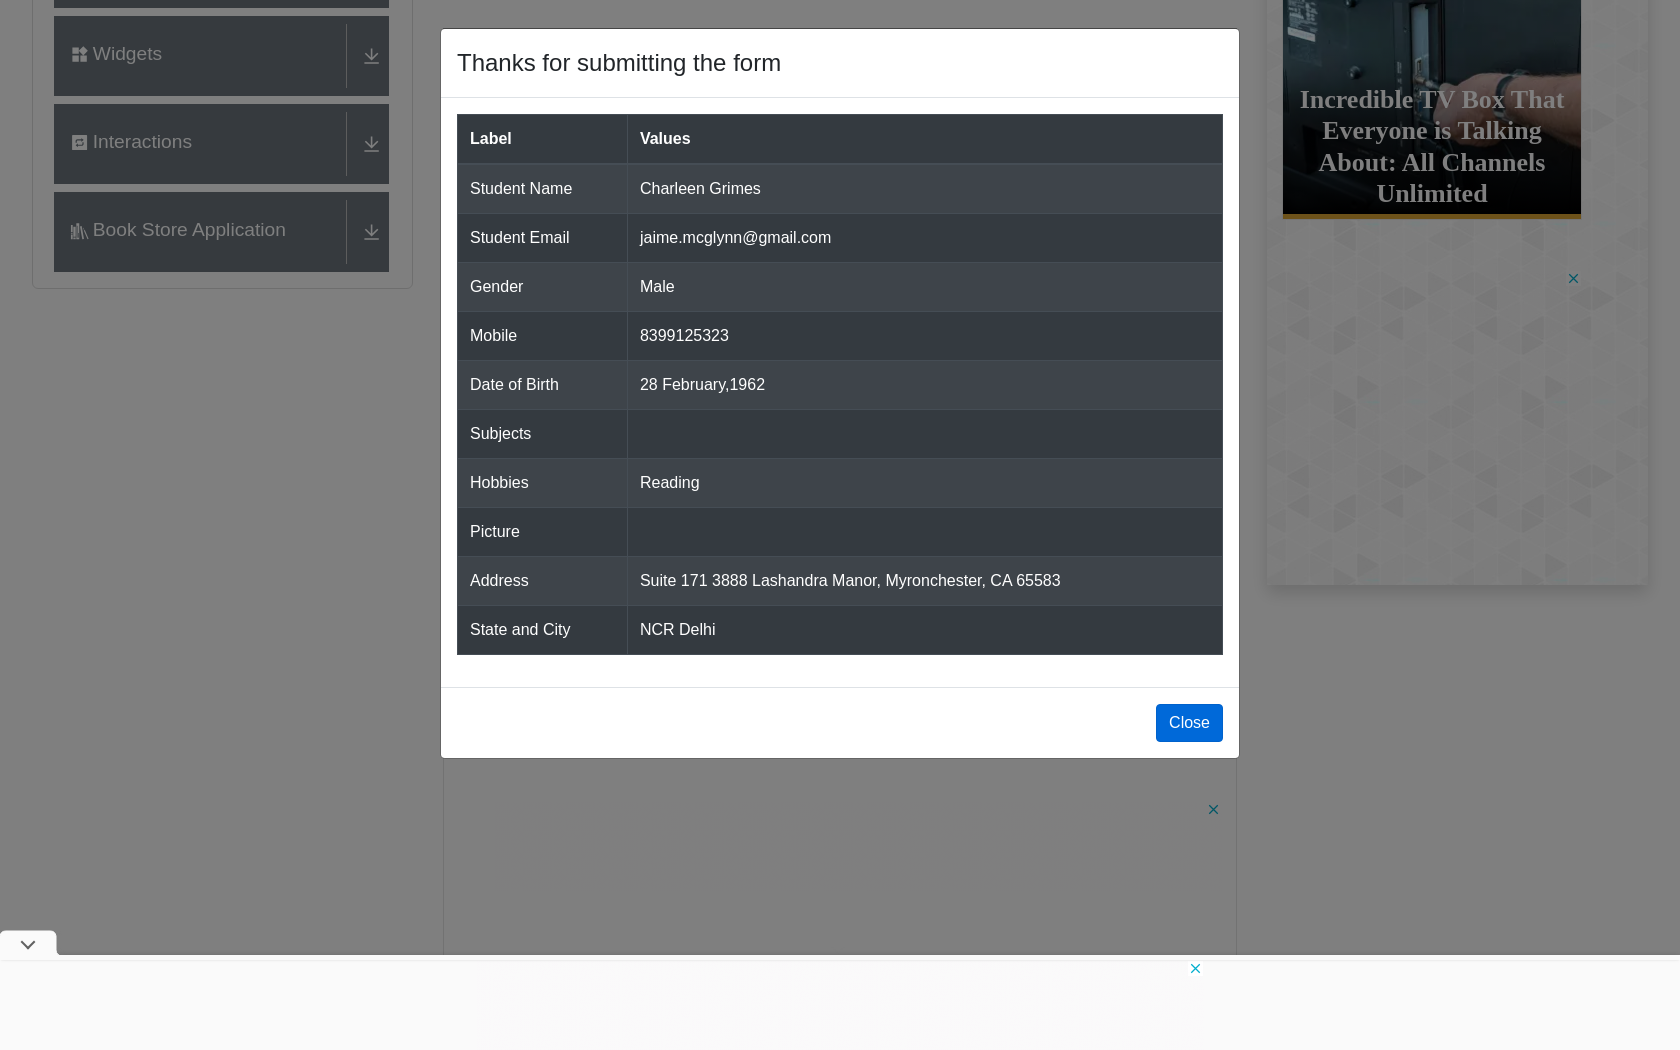 Widgets
Interactions
Book Store Application
Thanks for submitting the form
Label Values
Student Name Charleen Grimes
Student Email jaime.mcglynn@gmail.com
Gender Male
Mobile 8399125323
Date of Birth 28 February,1962
Subjects
Hobbies Reading
Picture
Address Suite 171 3888 Lashandra Manor, Myronchester, CA 65583
State and City NCR Delhi
Close
Incredible TV Box That
Everyone is Talking
About: All Channels
Unlimited